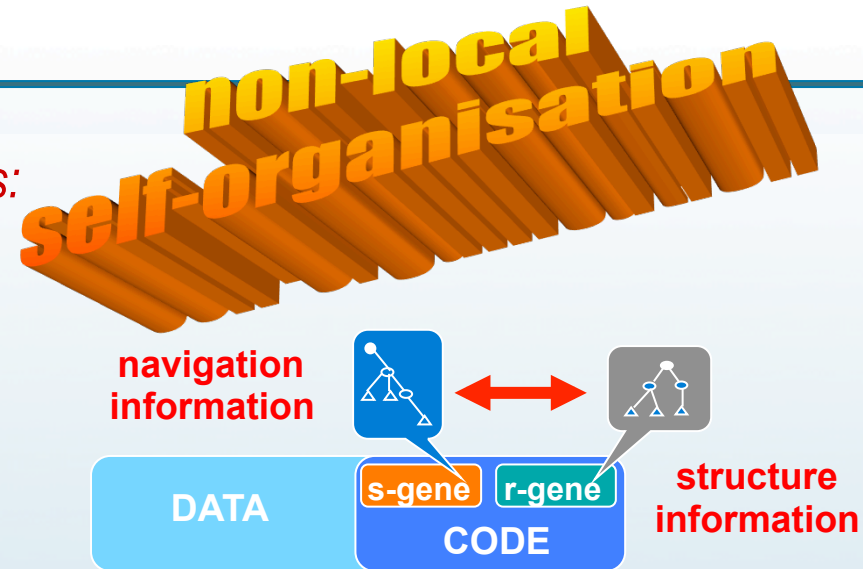 non-local
self-organisation
s:
navigation
information
s-gene r-gene
DATA
CODE
structure
information